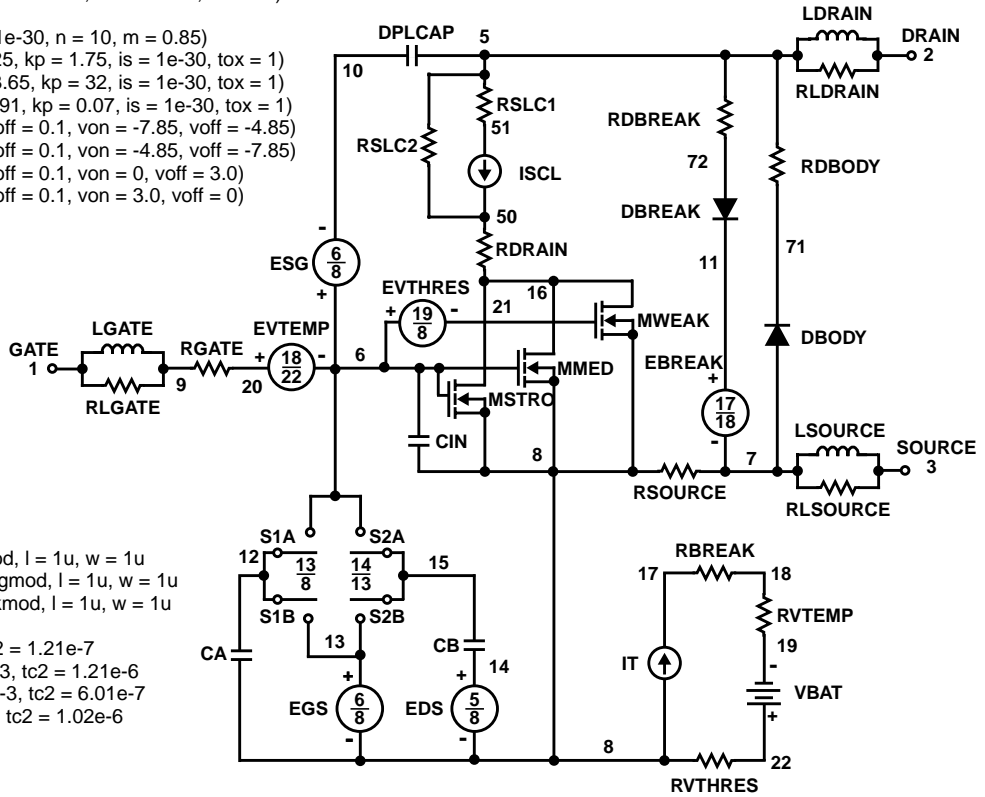 1e-30, n = 10, m = 0.85)
25, kp = 1.75, is = 1e-30, tox = 1)
3.65, kp = 32, is = 1e-30, tox = 1)
91, kp = 0.07, is = 1e-30, tox = 1)
off = 0.1, von = -7.85, voff = -4.85)
off = 0.1, von = -4.85, voff = -7.85)
off = 0.1, von = 0, voff = 3.0)
off = 0.1, von = 3.0, voff = 0)
LDRAIN
DPLCAP
5
DRAIN
2
10
RLDRAIN
RSLC1
51
RDBREAK
RSLC2
72
RDBODY
ISCL
DBREAK
50
71
RDRAIN
-
ESG
6
8
+
11
EVTHRES
16
21
+
19
8
-
MWEAK
LGATE
EVTEMP
GATE
1
RGATE
+
18
22
-
6
MMED
EBREAK
DBODY
9
20
RLGATE
MSTRO
+
17
18
-
CIN
LSOURCE
8
7
SOURCE
3
RSOURCE
RLSOURCE
od, l = 1u, w = 1u
gmod, l = 1u, w = 1u
kmod, l = 1u, w = 1u
2 = 1.21e-7
3, tc2 = 1.21e-6
-3, tc2 = 6.01e-7
, tc2 = 1.02e-6
S1A
S2A
12
13
8
14
13
15
S1B
S2B
13
CA
CB
+
14
+
EGS
6
8
-
EDS
5
8
-
RBREAK
17
18
RVTEMP
19
-
IT
VBAT
+
8
22
RVTHRES